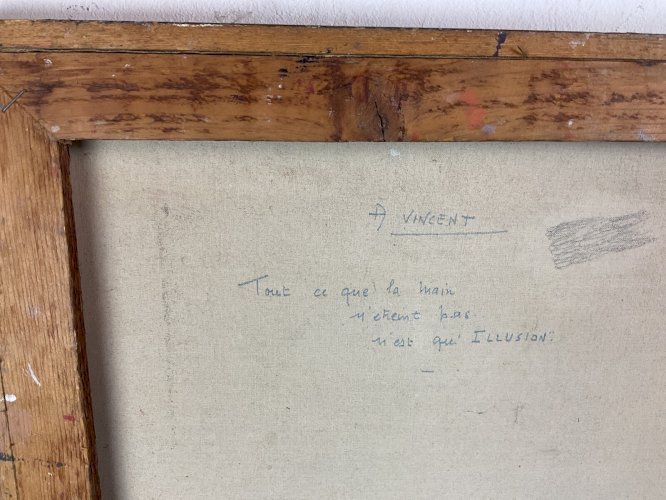 A VINCENT
Tout ce que la main
n'étreint pas.
n'est qu'ILLUSION.